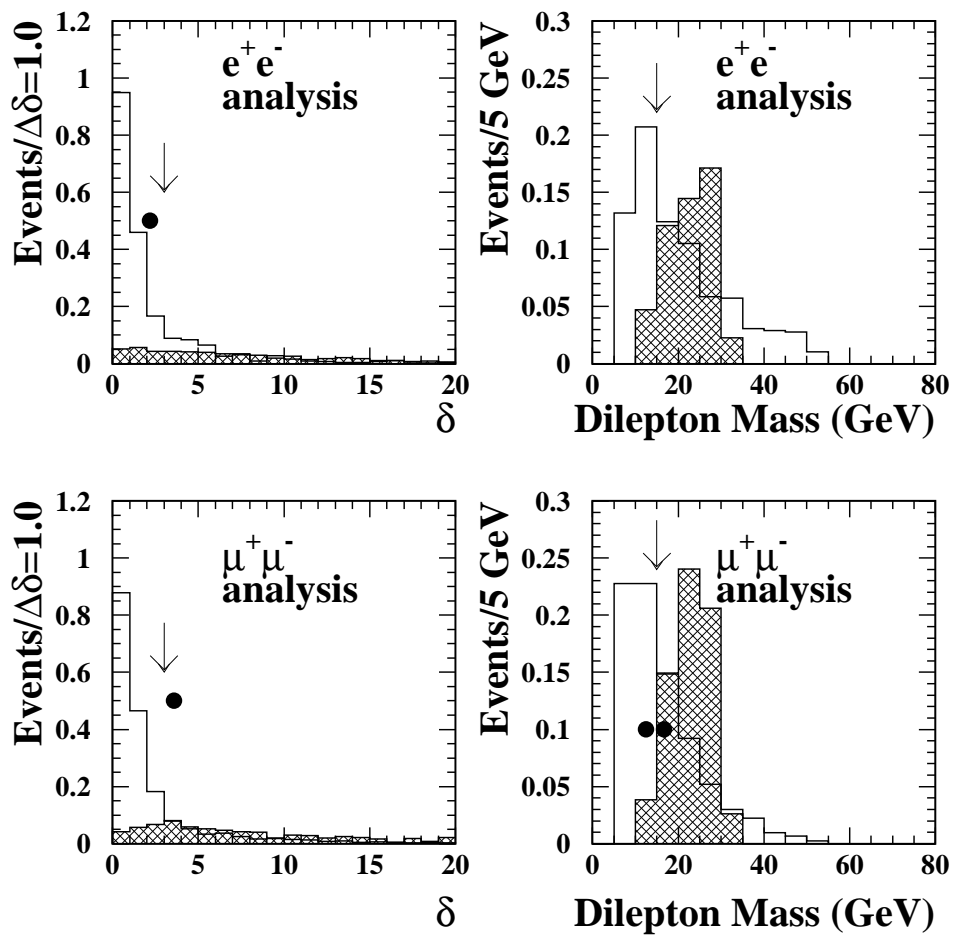 Events/Δδ=1.0
1.2
1
0.8
0.6
0.4
0.2
0
e+e-
analysis
0 5 10 15 20
δ
Events/5 GeV
0.3
0.25
0.2
0.15
0.1
0.05
0
e+e-
analysis
0 20 40 60 80
Dilepton Mass (GeV)
Events/Δδ=1.0
1.2
1
0.8
0.6
0.4
0.2
0
μ+μ-
analysis
0 5 10 15 20
δ
Events/5 GeV
0.3
0.25
0.2
0.15
0.1
0.05
0
μ+μ-
analysis
0 20 40 60 80
Dilepton Mass (GeV)